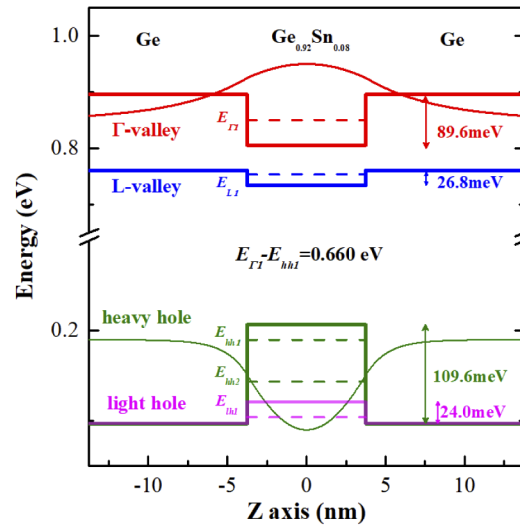 Ge
Ge0.92Sn0.08
Ge
1.0
0.8
0.2
Energy (eV)
EΓ1
Γ-valley
89.6meV
L-valley
EL1
26.8meV
EΓ1-Ehh1=0.660 eV
heavy hole
Ehh1
Ehh2
109.6meV
light hole
Elh1
24.0meV
-10
-5
0
5
10
Z axis (nm)